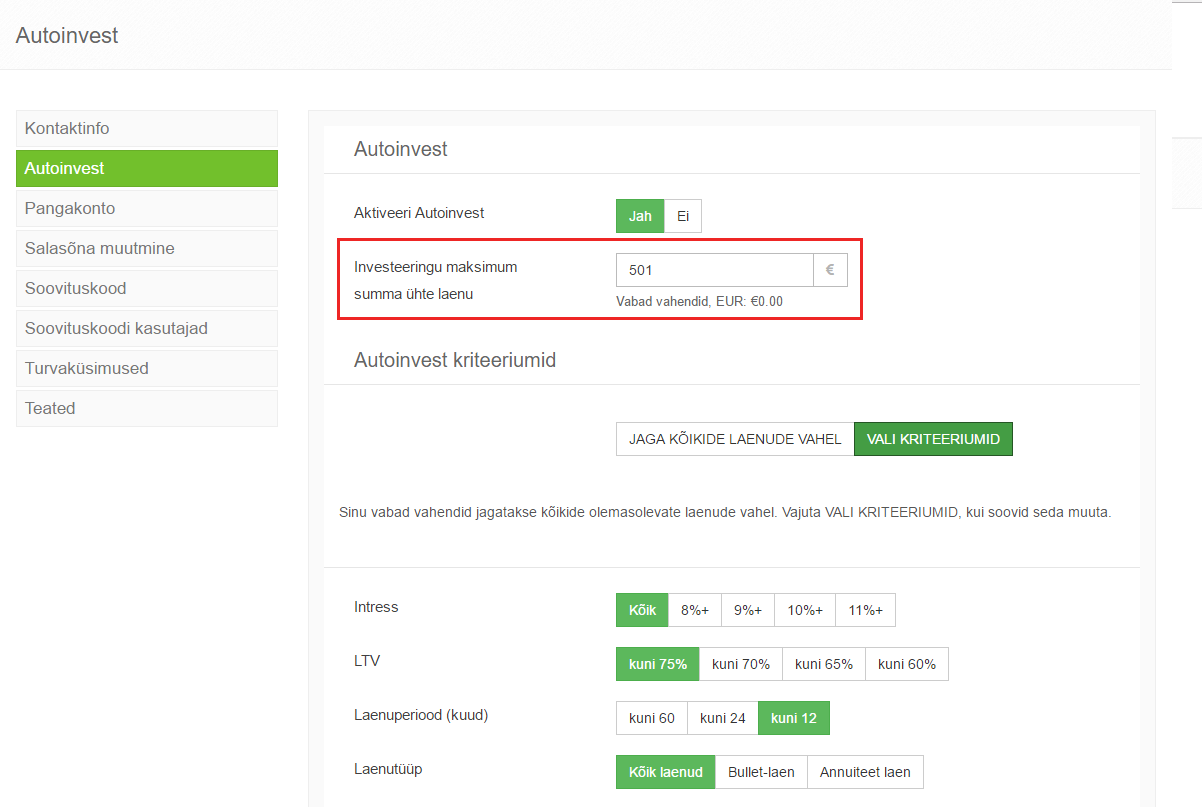 Autoinvest
Kontaktinfo
Autoinvest
Pangakonto
Salasõna muutmine
Soovituskood
Soovituskoodi kasutajad
Turvaküsimused
Teated
Autoinvest
Aktiveeri Autoinvest
Jah Ei
Investeeringu maksimum
summa ühte laenu
501 €
Vabad vahendid, EUR: €0.00
Autoinvest kriteeriumid
JAGA KÕIKIDE LAENUDE VAHEL VALI KRITEERIUMID
Sinu vabad vahendid jagatakse kõikide olemasolevate laenude vahel. Vajuta VALI KRITEERIUMID, kui soovid seda muuta.
Intress Kõik 8%+ 9%+ 10%+ 11%+
LTV kuni 75% kuni 70% kuni 65% kuni 60%
Laenuperiood (kuud) kuni 60 kuni 24 kuni 12
Laenutüüp Kõik laenud Bullet-laen Annuiteet laen